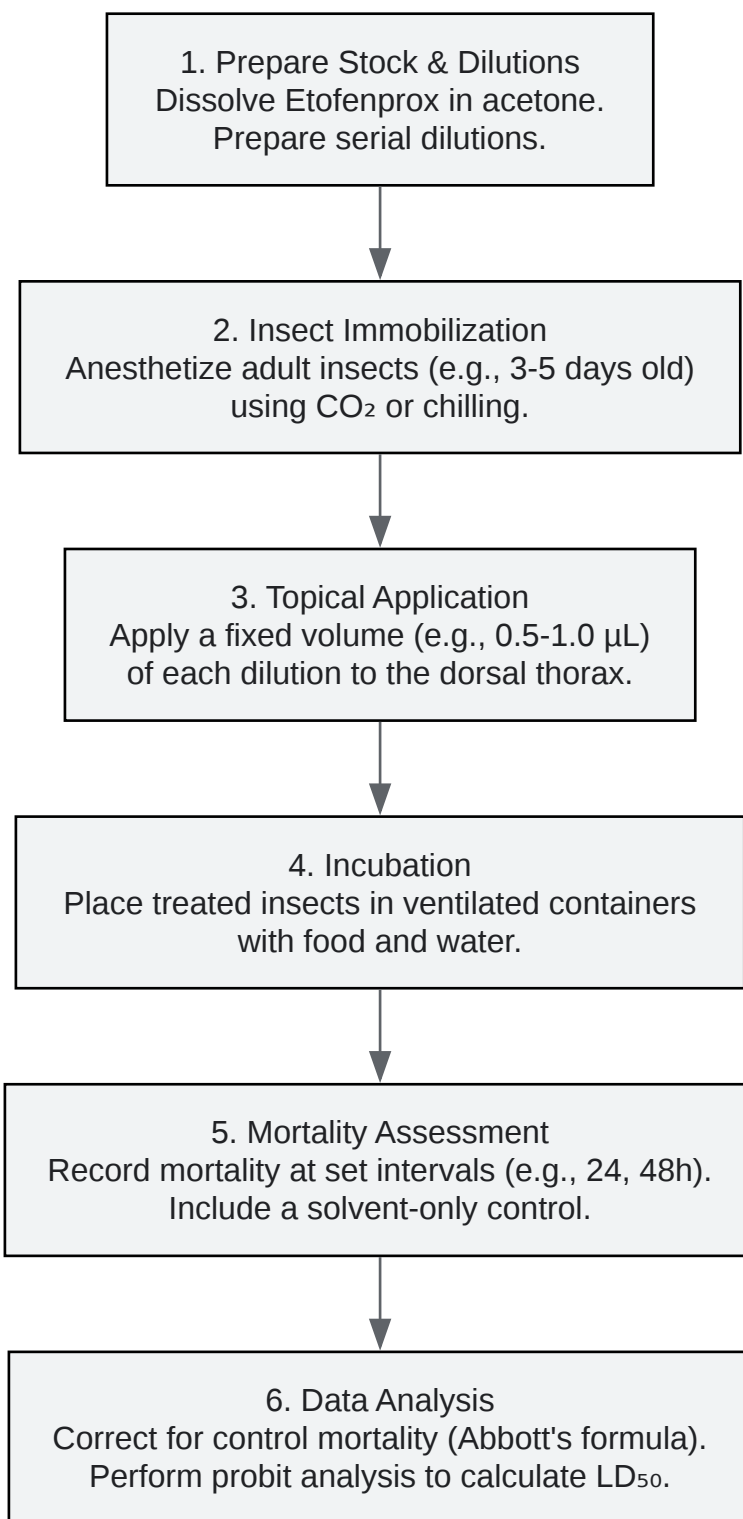 1. Prepare Stock & Dilutions
Dissolve Etofenprox in acetone.
Prepare serial dilutions.
2. Insect Immobilization
Anesthetize adult insects (e.g., 3-5 days old)
using CO₂ or chilling.
3. Topical Application
Apply a fixed volume (e.g., 0.5-1.0 µL)
of each dilution to the dorsal thorax.
4. Incubation
Place treated insects in ventilated containers
with food and water.
5. Mortality Assessment
Record mortality at set intervals (e.g., 24, 48h).
Include a solvent-only control.
6. Data Analysis
Correct for control mortality (Abbott's formula).
Perform probit analysis to calculate LD₅₀.